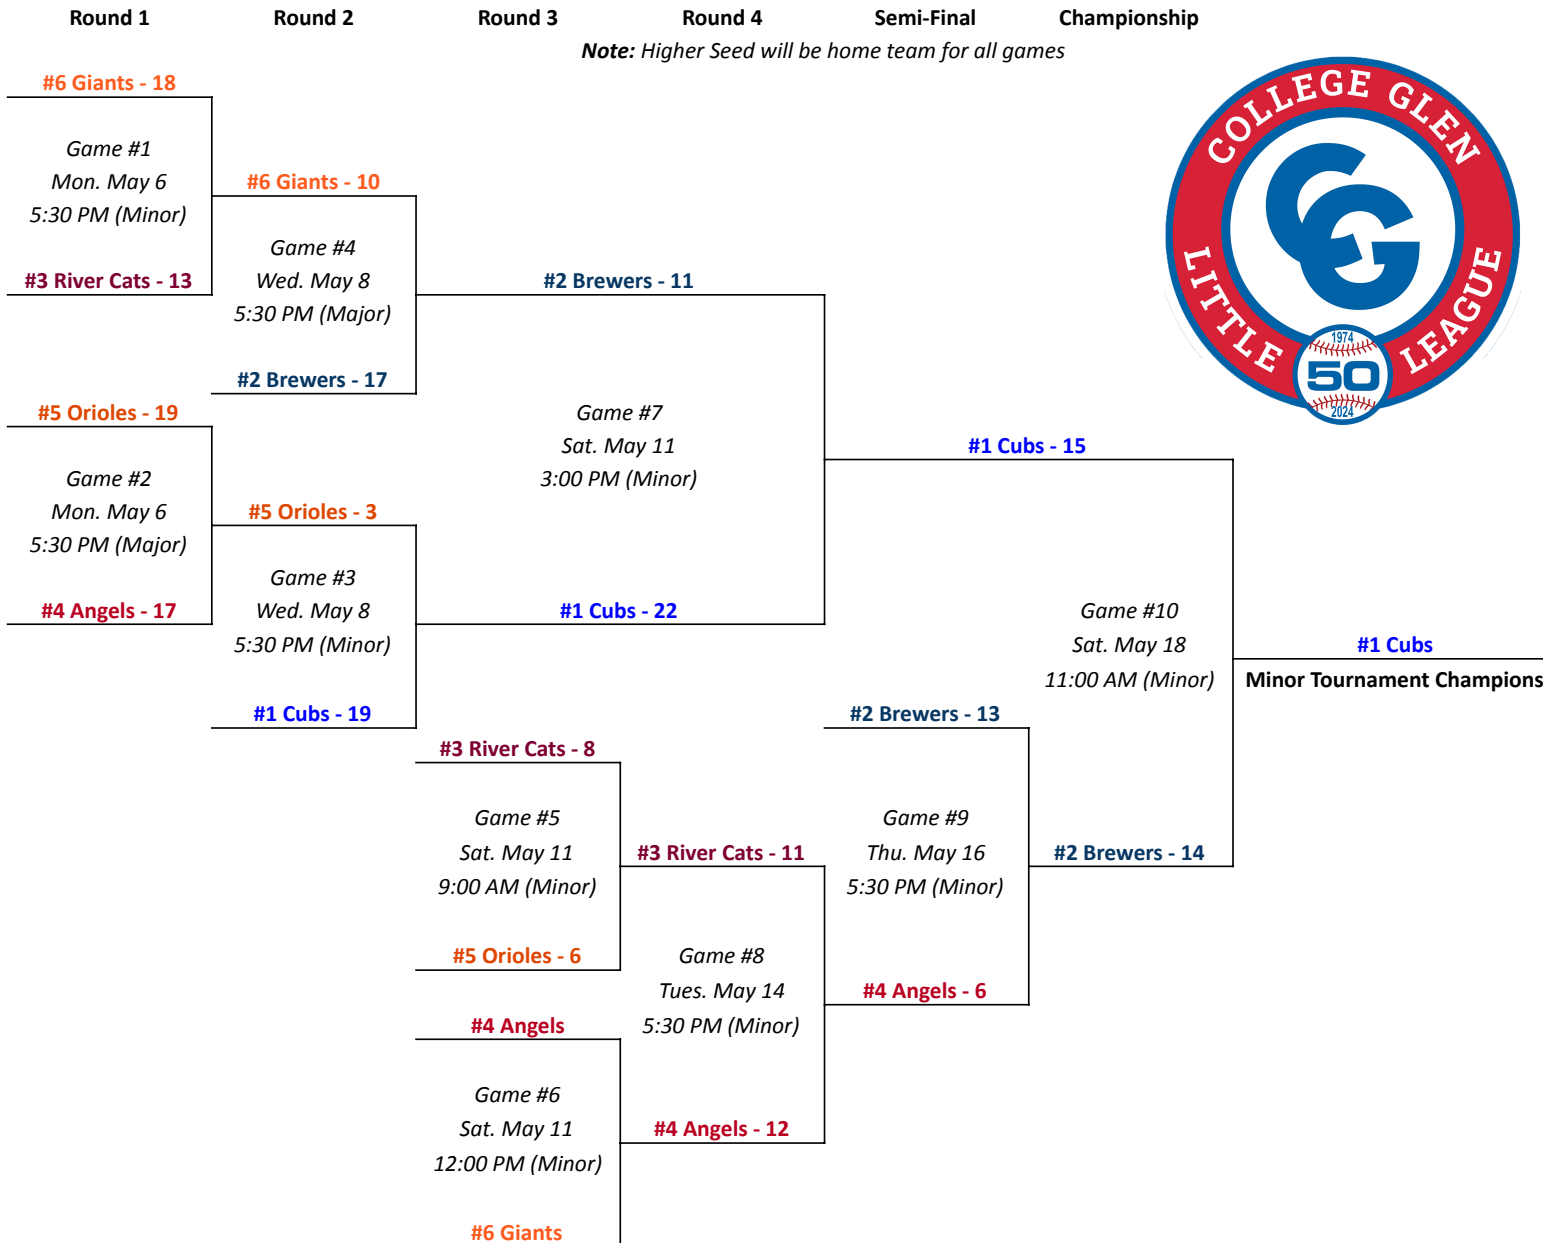 Round 1
Round 2
Round 3
Round 4
Semi-Final
Championship
Note: Higher Seed will be home team for all games
#6 Giants - 18
Game #1
Mon. May 6
5:30 PM (Minor)
#3 River Cats - 13
#5 Orioles - 19
Game #2
Mon. May 6
5:30 PM (Major)
#4 Angels - 17
#6 Giants - 10
Game #4
Wed. May 8
5:30 PM (Major)
#2 Brewers - 17
#5 Orioles - 3
Game #3
Wed. May 8
5:30 PM (Minor)
#1 Cubs - 19
#2 Brewers - 11
Game #7
Sat. May 11
3:00 PM (Minor)
#1 Cubs - 22
#3 River Cats - 8
Game #5
Sat. May 11
9:00 AM (Minor)
#5 Orioles - 6
#4 Angels
Game #6
Sat. May 11
12:00 PM (Minor)
#6 Giants
#3 River Cats - 11
Game #8
Tues. May 14
5:30 PM (Minor)
#4 Angels - 12
#2 Brewers - 13
Game #9
Thu. May 16
5:30 PM (Minor)
#4 Angels - 6
#1 Cubs - 15
Game #10
Sat. May 18
11:00 AM (Minor)
#2 Brewers - 14
#1 Cubs
Minor Tournament Champions
COLLEGE GLEN
CG
LITTLE LEAGUE
1974
50
2024